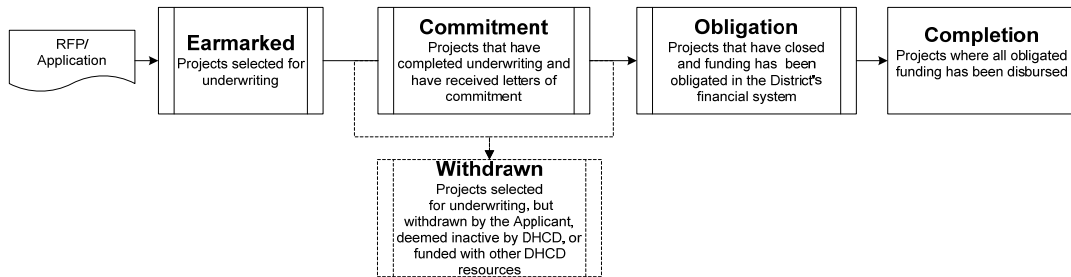 RFP/
Application
Earmarked
Projects selected for
underwriting
Commitment
Projects that have
completed underwriting and
have received letters of
commitment
Obligation
Projects that have closed
and funding has been
obligated in the District's
financial system
Completion
Projects where all obligated
funding has been disbursed
Withdrawn
Projects selected
for underwriting, but
withdrawn by the Applicant,
deemed inactive by DHCD, or
funded with other DHCD
resources